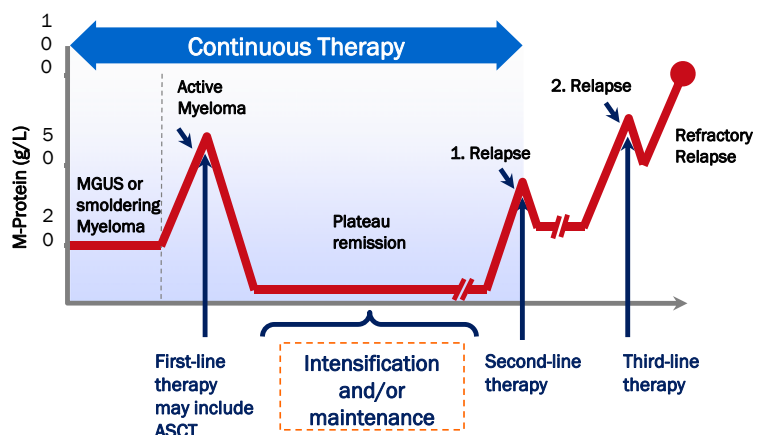 1
0
0
Continuous Therapy
Active
Myeloma
2. Relapse
Refractory
Relapse
5
0
1. Relapse
MGUS or
smoldering
Myeloma
Plateau
remission
2
0
M-Protein (g/L)
First-line
therapy
may include
ASCT
Intensification
and/or
maintenance
Second-line
therapy
Third-line
therapy